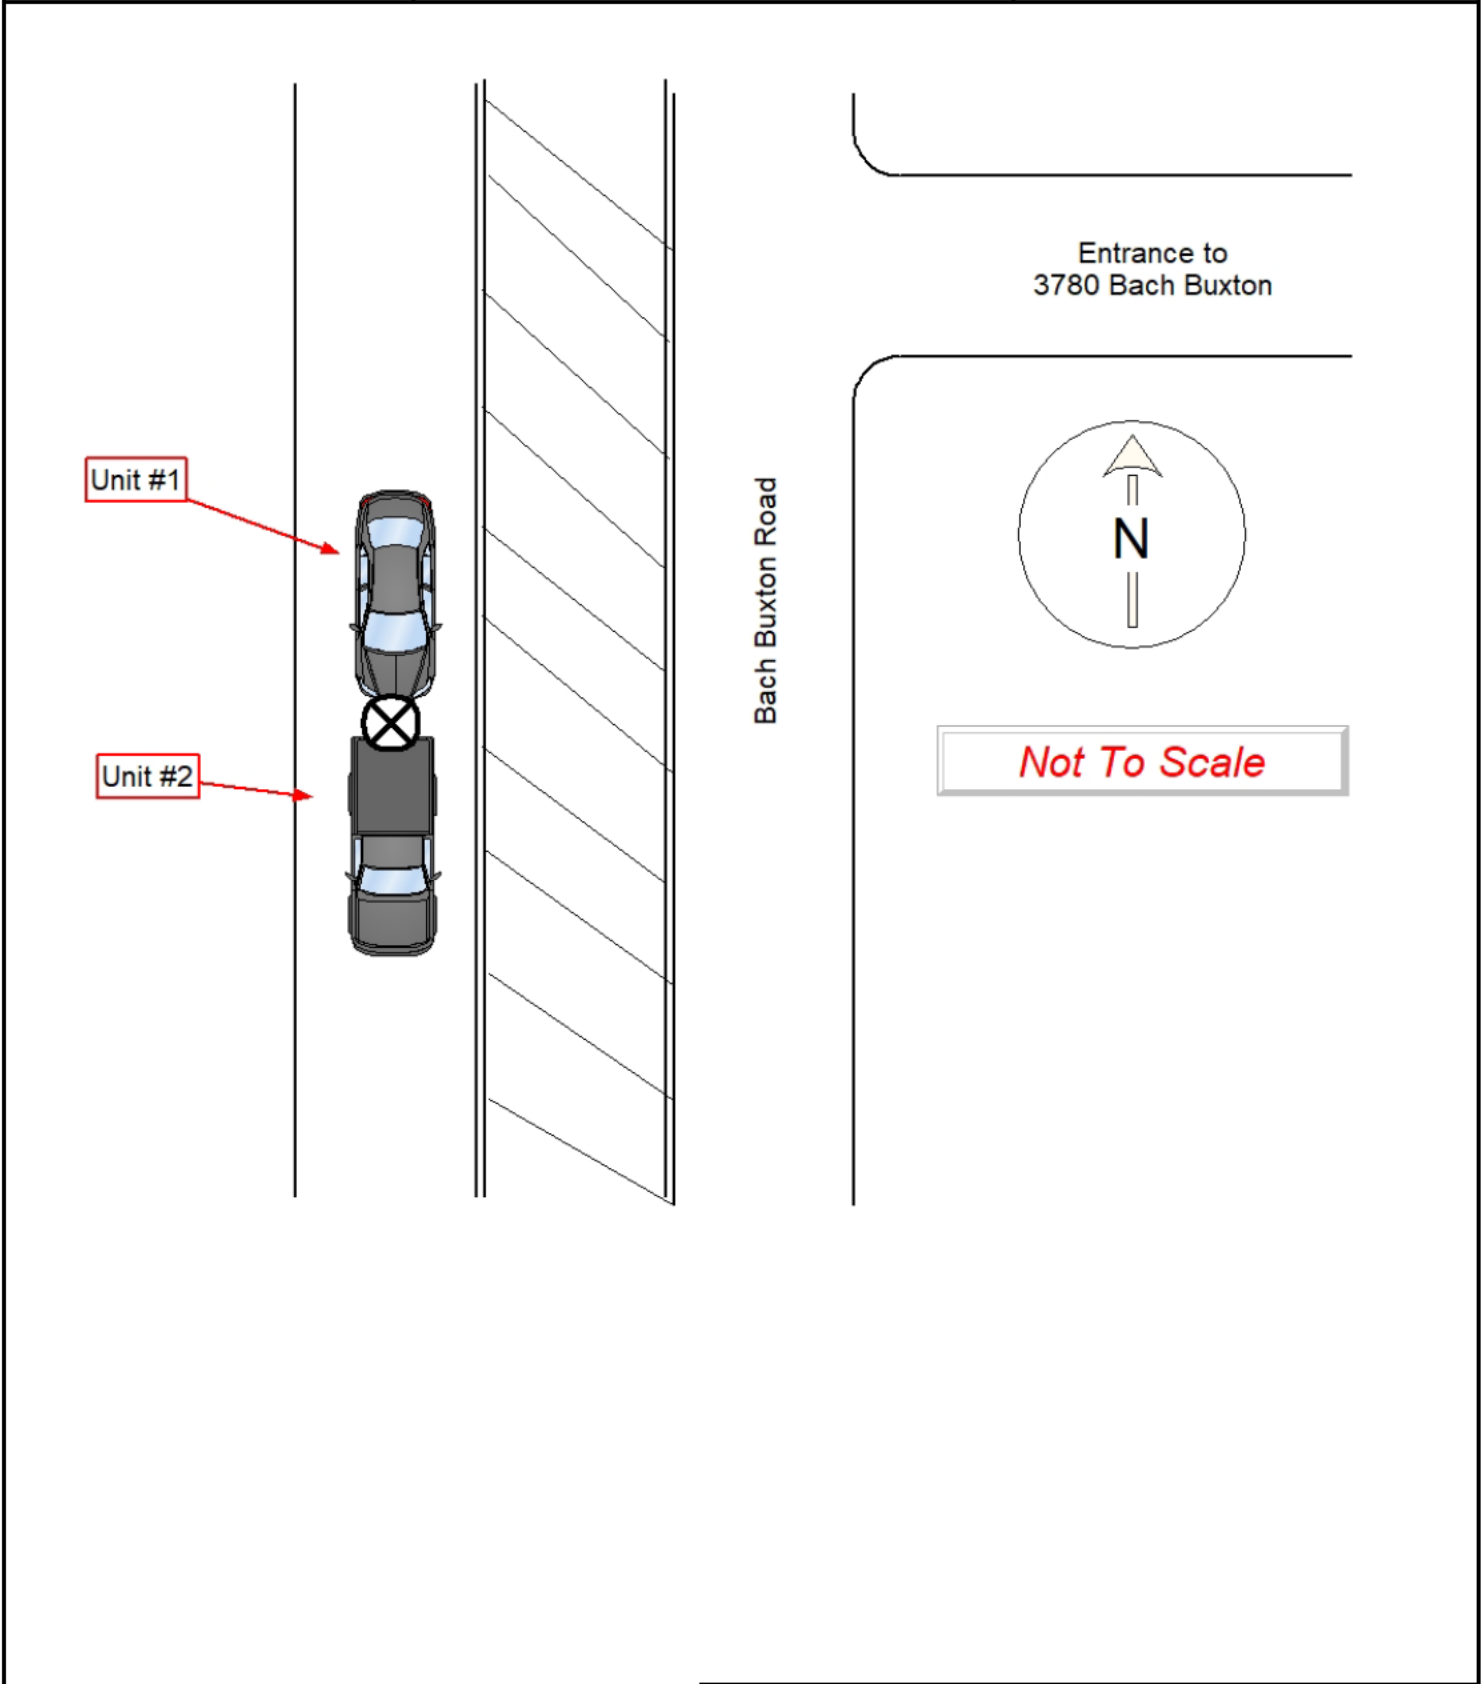 Entrance to
3780 Bach Buxton
Unit #1
Bach Buxton Road
N
Not To Scale
Unit #2